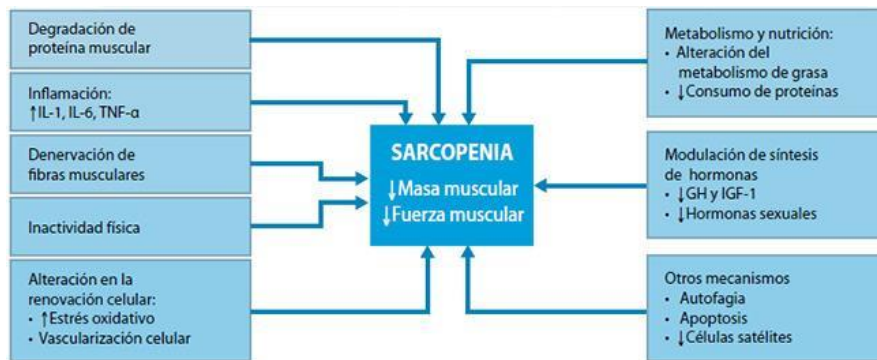 Degradación de
proteína muscular
Inflamación:
↑IL-1, IL-6, TNF-α
Denervación de
fibras musculares
Inactividad física
Alteración en la
renovación celular:
• ↑Estrés oxidativo
• Vascularización celular
SARCOPENIA
↓Masa muscular
↓Fuerza muscular
Metabolismo y nutrición:
• Alteración del
metabolismo de grasa
• ↓Consumo de proteínas
Modulación de síntesis
de hormonas
• ↓GH y IGF-1
• ↓Hormonas sexuales
Otros mecanismos
• Autofagia
• Apoptosis
• ↓Células satélites